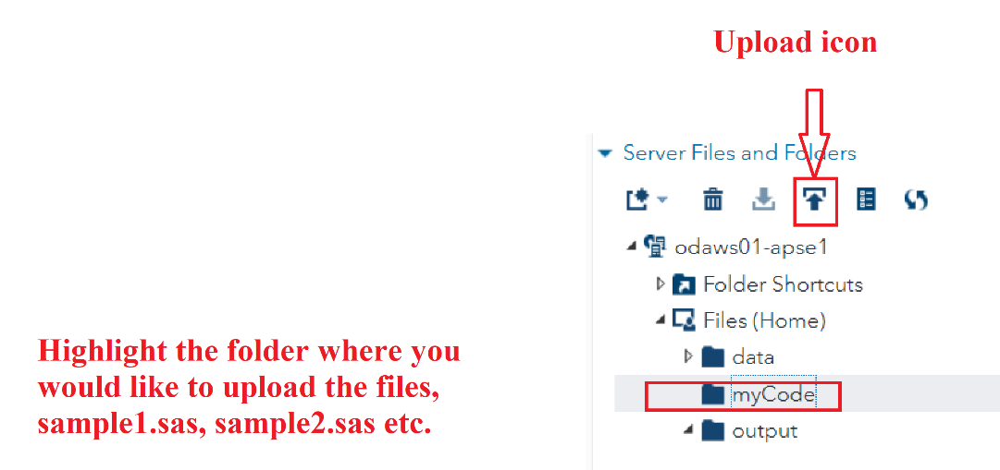 Upload icon
Server Files and Folders
odaws01-apse1
Folder Shortcuts
Files (Home)
Highlight the folder where you
would like to upload the files,
sample1.sas, sample2.sas etc.
data
myCode
output